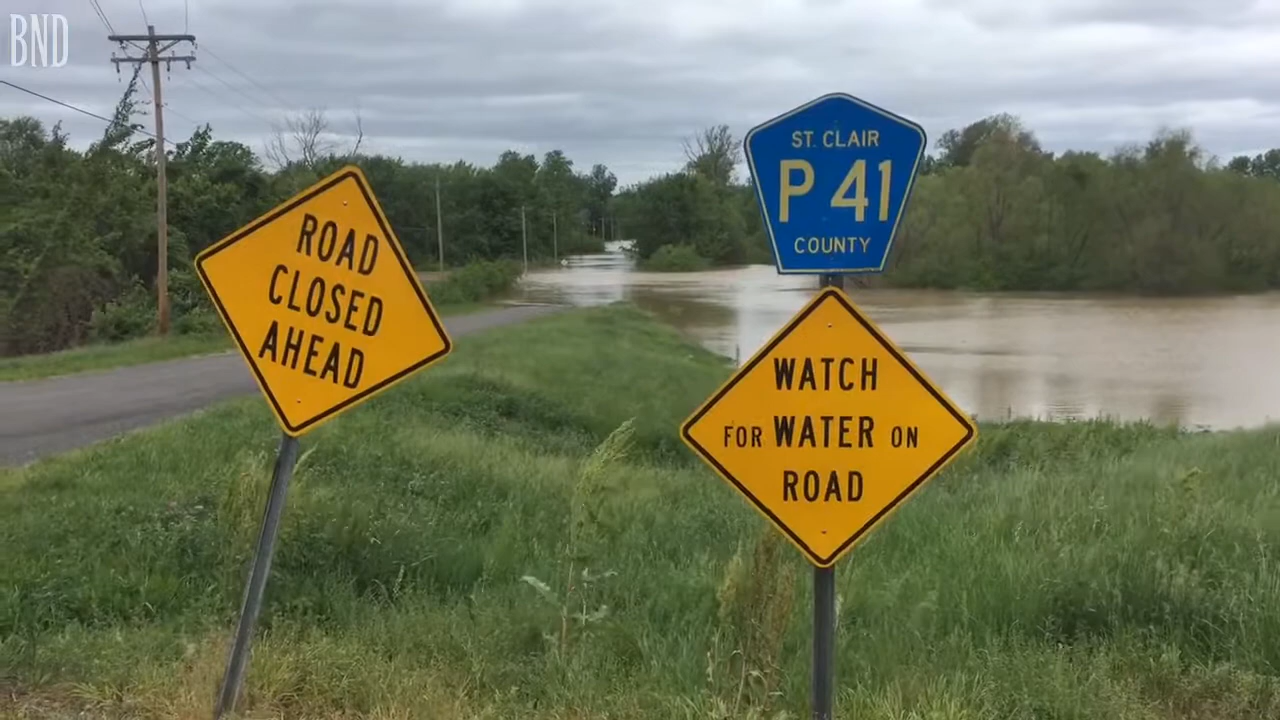 BND
ROAD
CLOSED
AHEAD
ST. CLAIR
P 41
COUNTY
WATCH
FOR WATER ON
ROAD